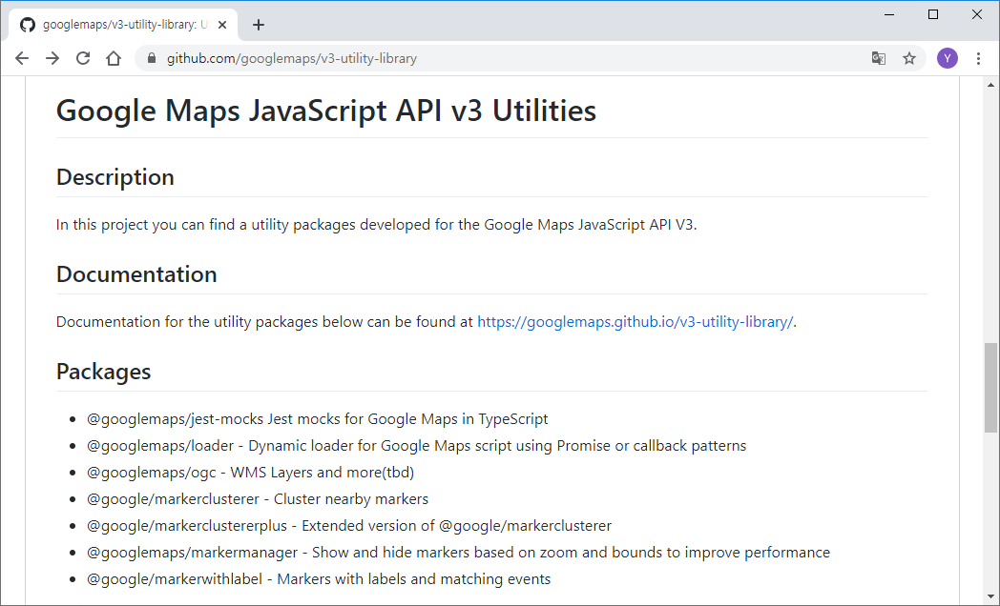 googlemaps/v3-utility-library: U
github.com/googlemaps/v3-utility-library
Y
Google Maps JavaScript API v3 Utilities
Description
In this project you can find a utility packages developed for the Google Maps JavaScript API V3.
Documentation
Documentation for the utility packages below can be found at https://googlemaps.github.io/v3-utility-library/.
Packages
• @googlemaps/jest-mocks Jest mocks for Google Maps in TypeScript
• @googlemaps/loader - Dynamic loader for Google Maps script using Promise or callback patterns
• @googlemaps/ogc - WMS Layers and more(tbd)
• @google/markerclusterer - Cluster nearby markers
• @google/markerclustererplus - Extended version of @google/markerclusterer
• @googlemaps/markermanager - Show and hide markers based on zoom and bounds to improve performance
• @google/markerwithlabel - Markers with labels and matching events